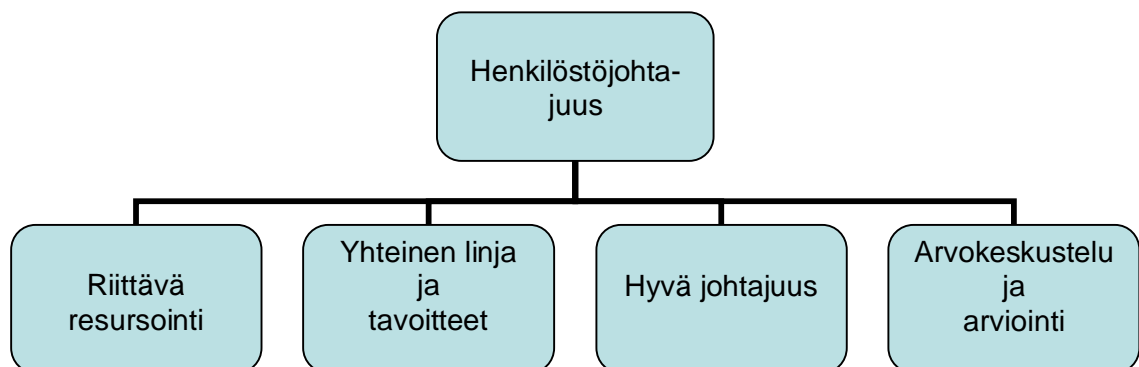 Henkilöstöjohta-
juus
Riittävä
resursointi
Yhteinen linja
ja
tavoitteet
Hyvä johtajuus
Arvokeskustelu
ja
arviointi